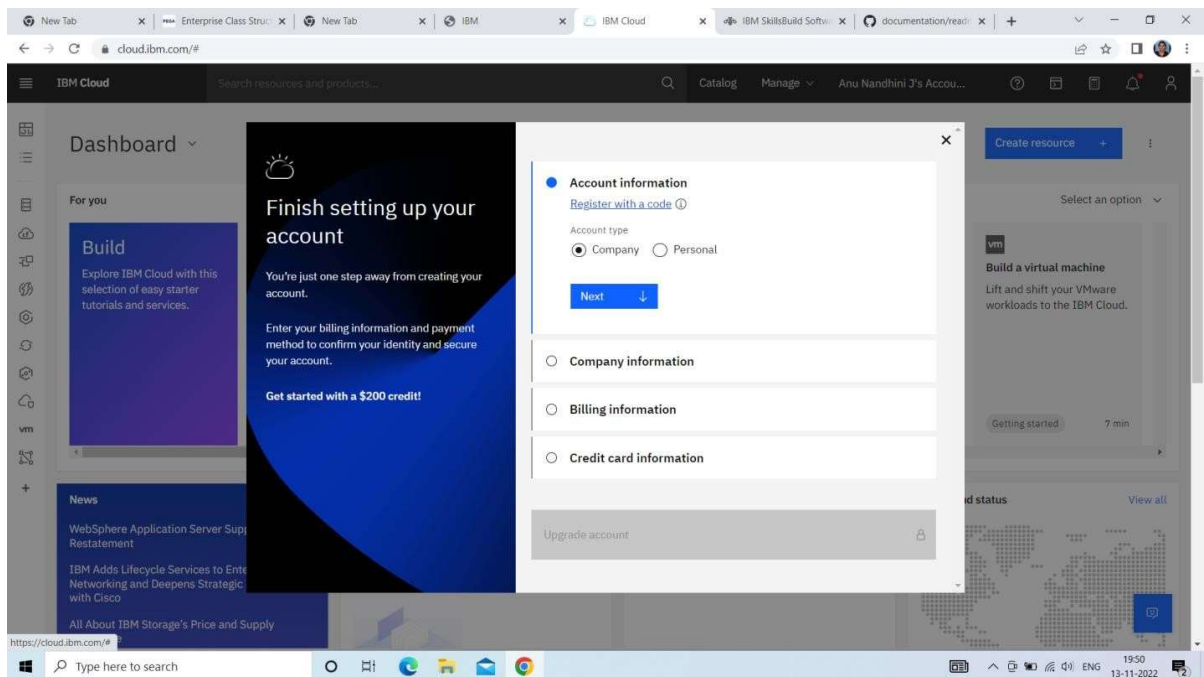 New Tab
PEGA Enterprise Class Struc
New Tab
IBM
IBM Cloud
IBM SkillsBuild Softw
documentation/readm
cloud.ibm.com/#
IBM Cloud
Search resources and products...
Catalog
Manage
Anu Nandhini J's Accou...
Dashboard
Create resource +
For you
Select an option
Build
Explore IBM Cloud with this
selection of easy starter
tutorials and services.
Finish setting up your
account
You're just one step away from creating your
account.
Enter your billing information and payment
method to confirm your identity and secure
your account.
Get started with a $200 credit!
Account information
Register with a code
Account type
Company
Personal
Next
Company information
Billing information
Credit card information
Upgrade account
vm
Build a virtual machine
Lift and shift your VMware
workloads to the IBM Cloud.
Getting started
7 min
vm
News
WebSphere Application Server Supp
Restatement
IBM Adds Lifecycle Services to Ente
Networking and Deepens Strategic
with Cisco
All About IBM Storage's Price and Supply
d status
View all
https://cloud.ibm.com/#
Type here to search
ENG
19:50
13-11-2022
2